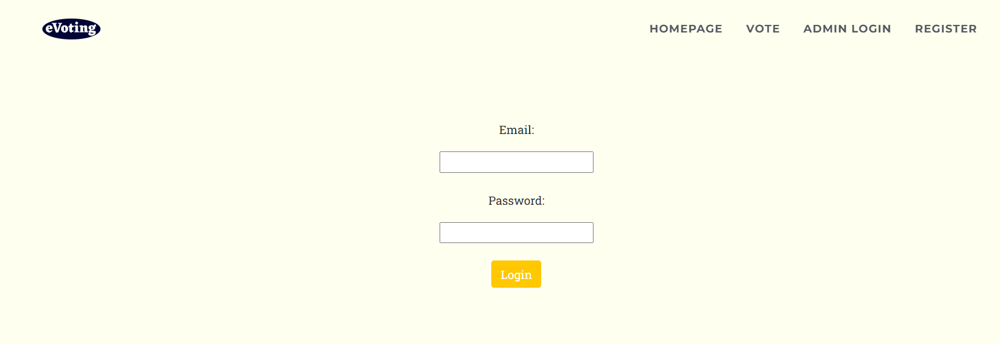 eVoting
HOMEPAGE VOTE ADMIN LOGIN REGISTER
Email:
Password:
Login